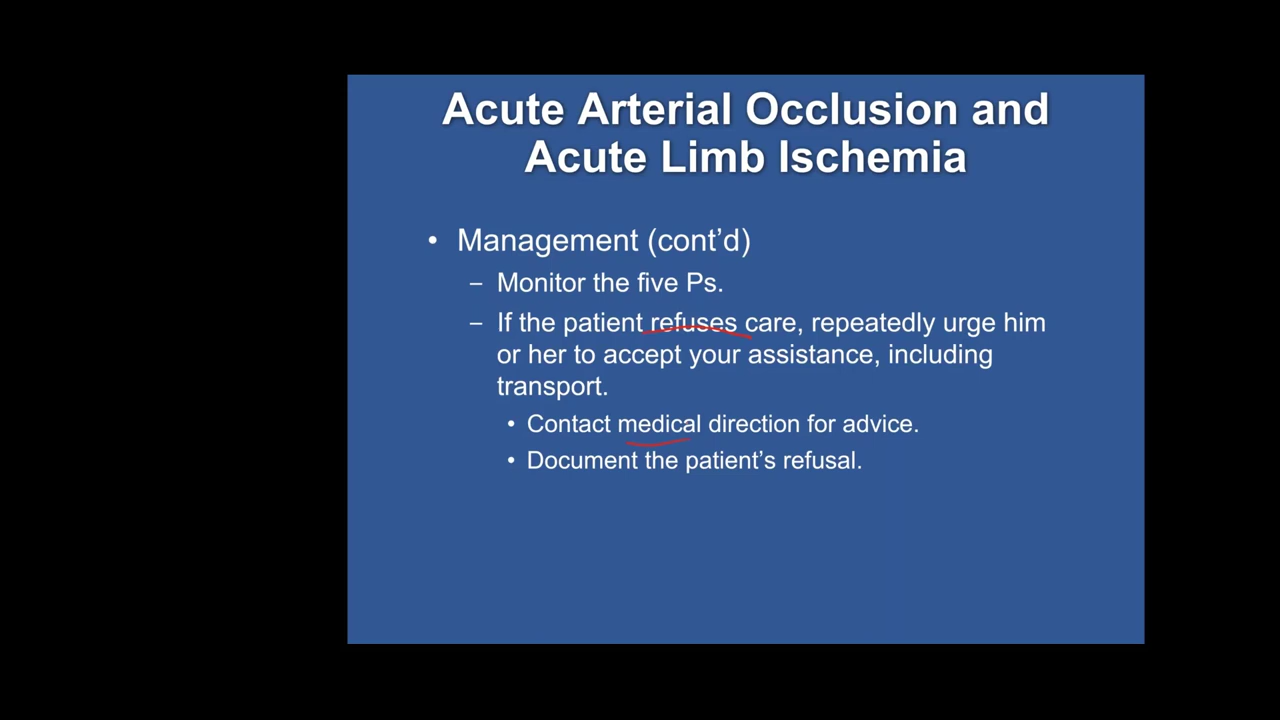 Acute Arterial Occlusion and
Acute Limb Ischemia
• Management (cont’d)
– Monitor the five Ps.
– If the patient refuses care, repeatedly urge him
or her to accept your assistance, including
transport.
• Contact medical direction for advice.
• Document the patient’s refusal.